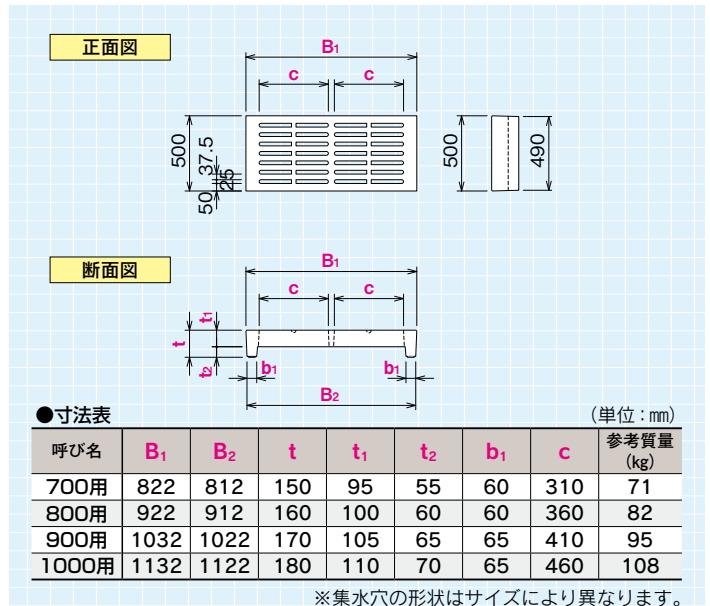 正面図
B₁
c c
500
37.5
25
50
500
490
断面図
B₁
c c
t₁
t
t₂
b₁ b₁
B₂
●寸法表 (単位：㎜)
呼び名 B₁ B₂ t t₁ t₂ b₁ c 参考質量(㎏)
700用 822 812 150 95 55 60 310 71
800用 922 912 160 100 60 60 360 82
900用 1032 1022 170 105 65 65 410 95
1000用 1132 1122 180 110 70 65 460 108
※集水穴の形状はサイズにより異なります。